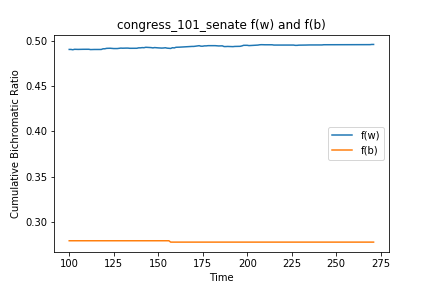 congress_101_senate f(w) and f(b)
0.50
0.45
0.40
0.35
0.30
Cumulative Bichromatic Ratio
f(w)
f(b)
100 125 150 175 200 225 250 275
Time